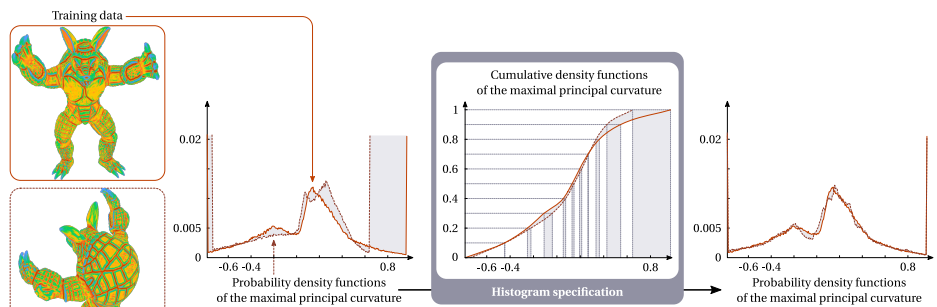 Training data
Cumulative density functions
of the maximal principal curvature
1
0.8
0.6
0.4
0.2
0
-0.6 -0.4
0.8
0.02
0.005
0
-0.6 -0.4
0.8
0.02
0.005
0
-0.6 -0.4
0.8
Probability density functions
of the maximal principal curvature
Histogram specification
Probability density functions
of the maximal principal curvature